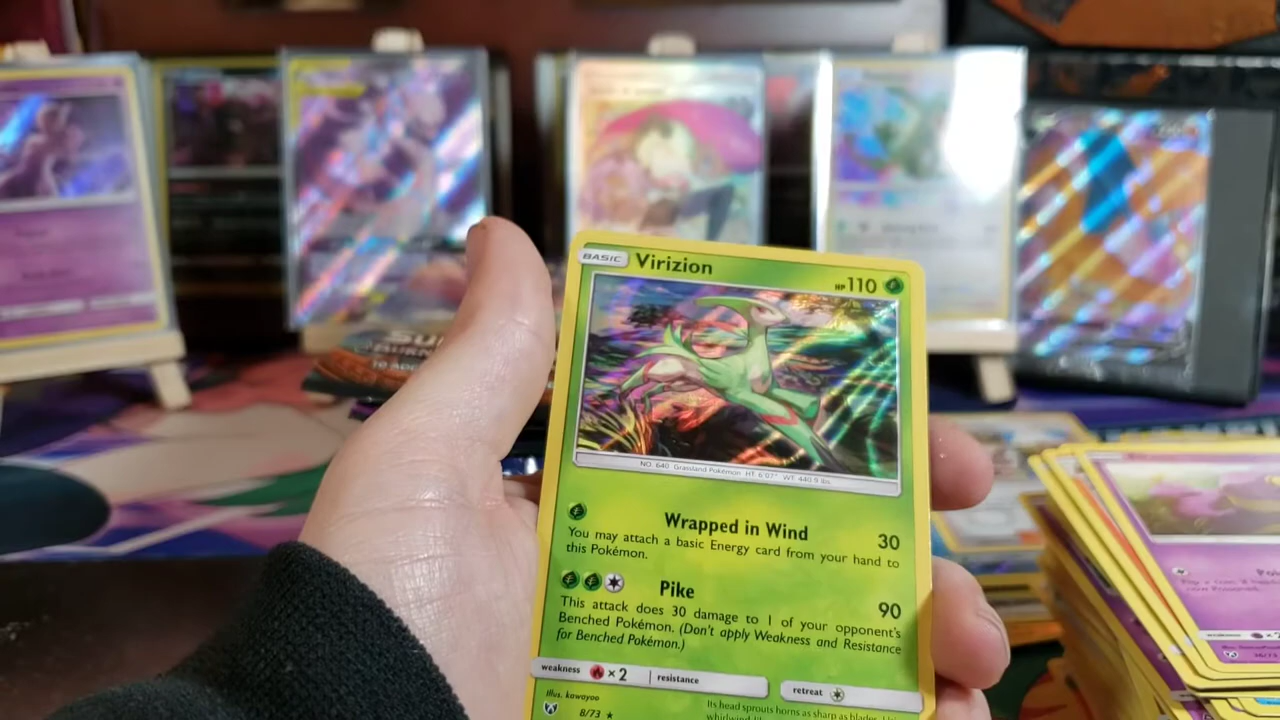 BASIC Virizion HP 110
NO. 640 Grassland Pokémon HT: 6'07" WT: 440.9 lbs.
Wrapped in Wind 30
You may attach a basic Energy card from your hand to
this Pokémon.
Pike 90
This attack does 30 damage to 1 of your opponent's
Benched Pokémon. (Don't apply Weakness and Resistance
for Benched Pokémon.)
weakness ×2 resistance
retreat
Illus. kawayoo
8/73 ★
Its head sprouts horns as sharp as blades.
weakness